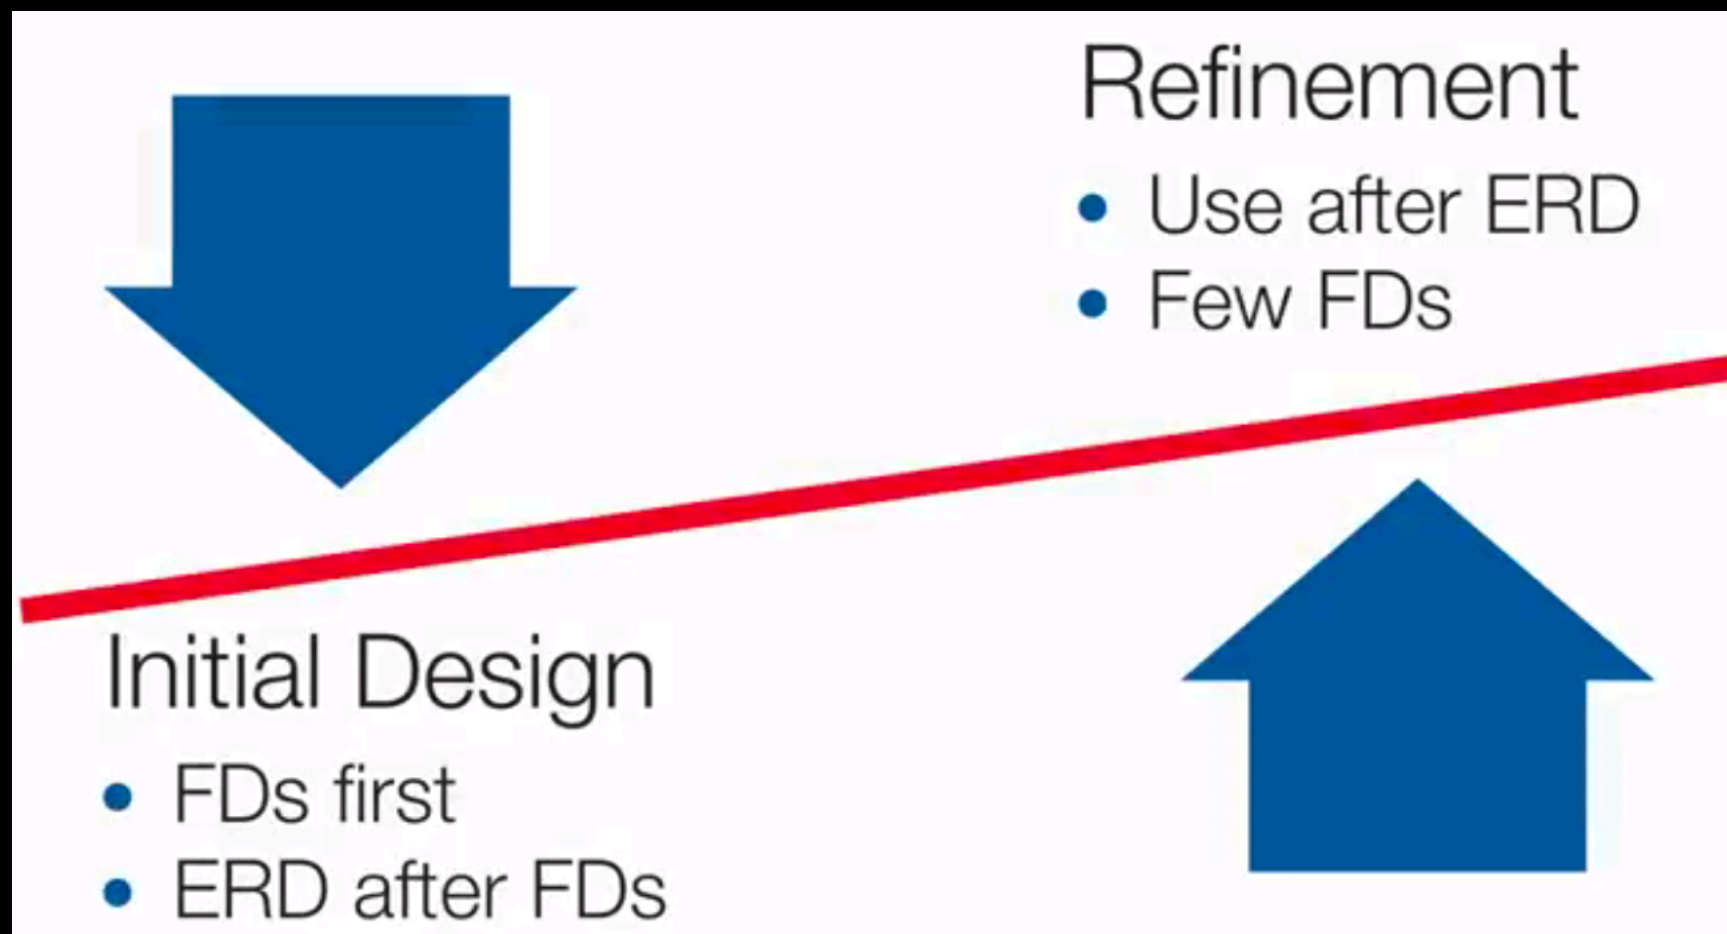 Refinement
Use after ERD
Few FDs
Initial Design
FDs first
ERD after FDs